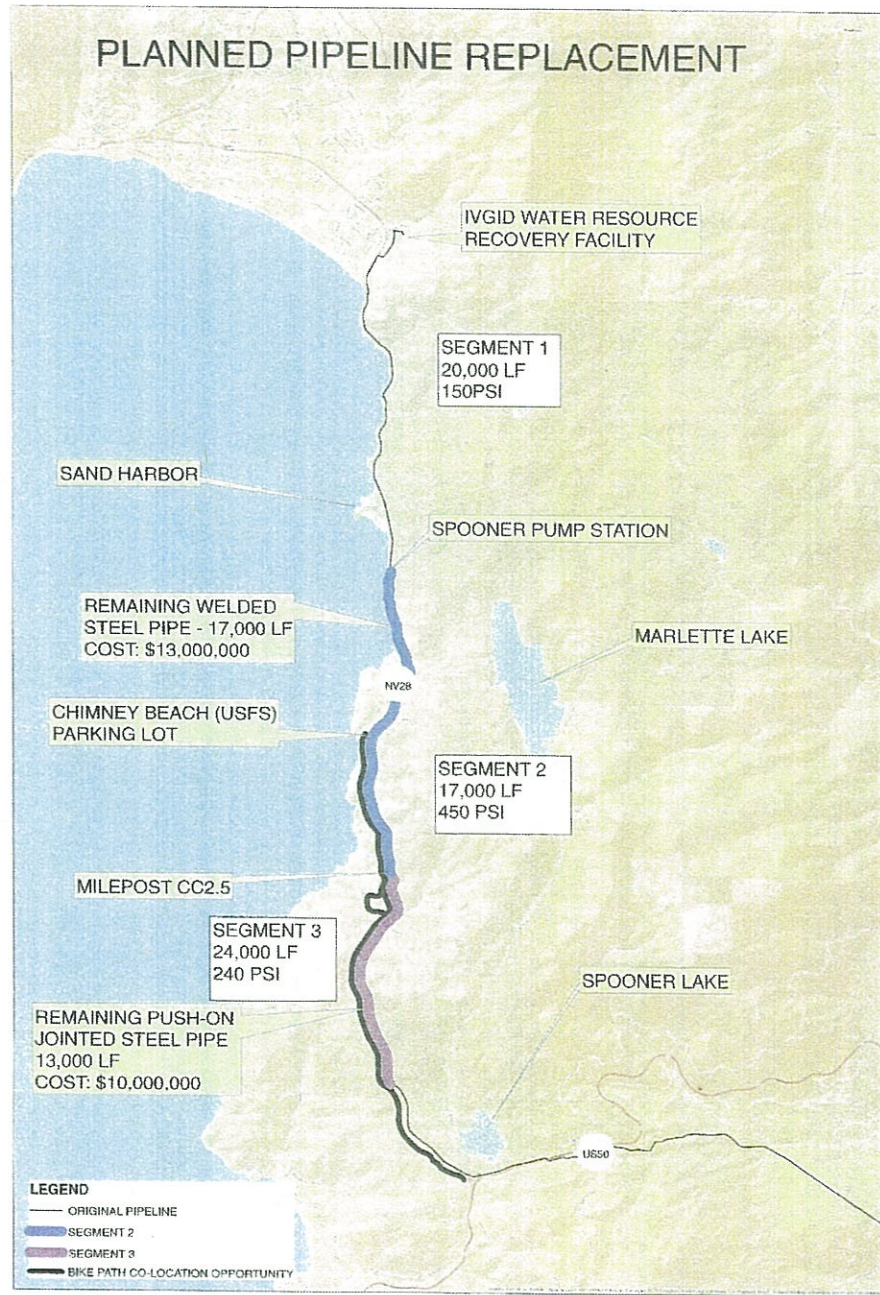 PLANNED PIPELINE REPLACEMENT
IVGID WATER RESOURCE
RECOVERY FACILITY
SEGMENT 1
20,000 LF
150PSI
SAND HARBOR
SPOONER PUMP STATION
REMAINING WELDED
STEEL PIPE - 17,000 LF
COST: $13,000,000
MARLETTE LAKE
NV28
CHIMNEY BEACH (USFS)
PARKING LOT
SEGMENT 2
17,000 LF
450 PSI
MILEPOST CC2.5
SEGMENT 3
24,000 LF
240 PSI
SPOONER LAKE
REMAINING PUSH-ON
JOINTED STEEL PIPE
13,000 LF
COST: $10,000,000
US50
LEGEND
ORIGINAL PIPELINE
SEGMENT 2
SEGMENT 3
BIKE PATH CO-LOCATION OPPORTUNITY